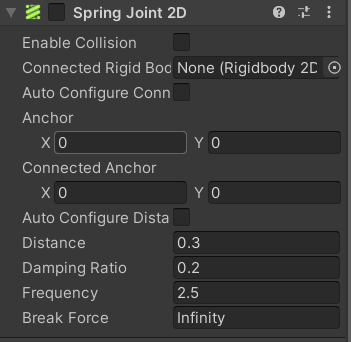 Spring Joint 2D
Enable Collision
Connected Rigid Bod None (Rigidbody 2D
Auto Configure Conn
Anchor
X 0 Y 0
Connected Anchor
X 0 Y 0
Auto Configure Dista
Distance 0.3
Damping Ratio 0.2
Frequency 2.5
Break Force Infinity